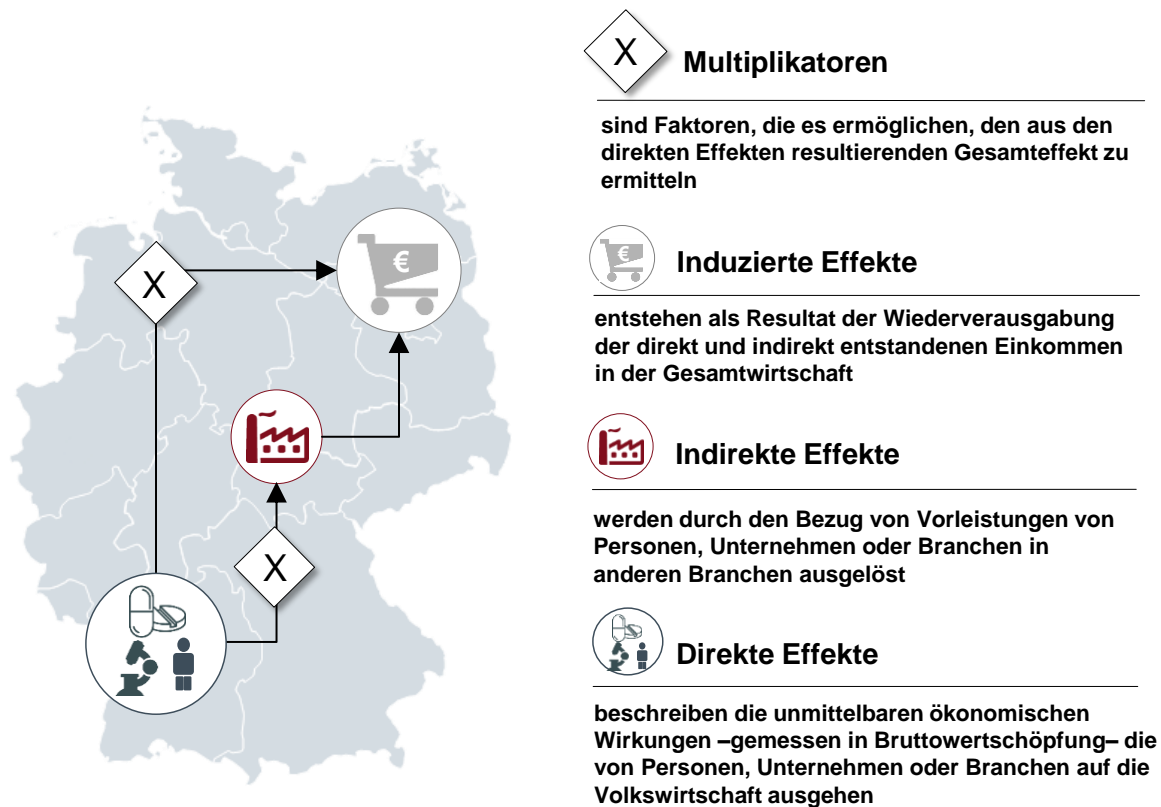 X
Multiplikatoren
sind Faktoren, die es ermöglichen, den aus den
direkten Effekten resultierenden Gesamteffekt zu
ermitteln
€
Induzierte Effekte
entstehen als Resultat der Wiederverausgabung
der direkt und indirekt entstandenen Einkommen
in der Gesamtwirtschaft
Indirekte Effekte
werden durch den Bezug von Vorleistungen von
Personen, Unternehmen oder Branchen in
anderen Branchen ausgelöst
Direkte Effekte
beschreiben die unmittelbaren ökonomischen
Wirkungen –gemessen in Bruttowertschöpfung– die
von Personen, Unternehmen oder Branchen auf die
Volkswirtschaft ausgehen
€
X
X